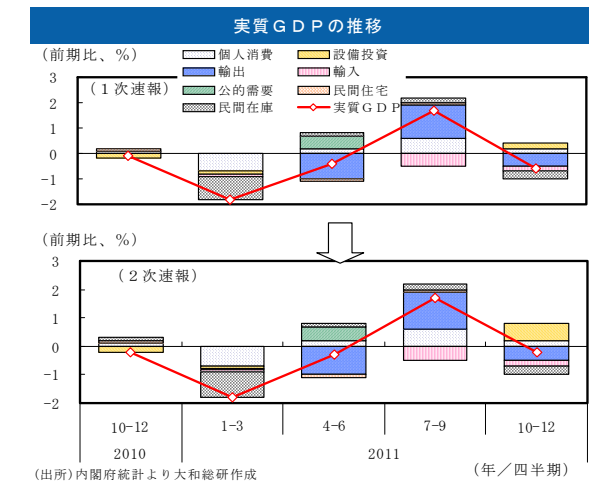 実質ＧＤＰの推移
(前期比、%)
個人消費 設備投資
輸出 輸入
公的需要 民間住宅
民間在庫 実質ＧＤＰ
(１次速報)
3
2
1
0
-1
-2
(前期比、%)
(２次速報)
3
2
1
0
-1
-2
10-12 1-3 4-6 7-9 10-12
2010 2011
(年／四半期)
(出所)内閣府統計より大和総研作成